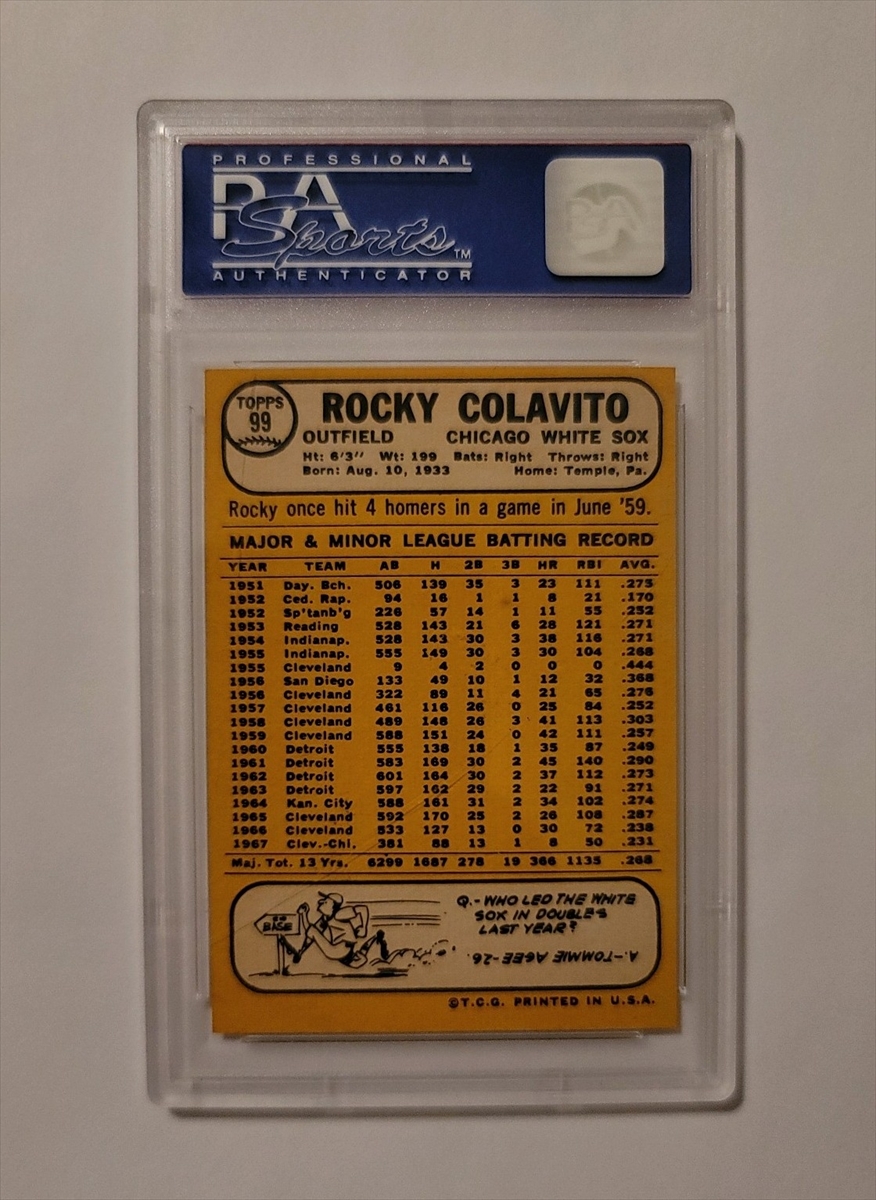 PROFESSIONAL
PA
Sports™
AUTHENTICATOR
PA
TOPPS
99
ROCKY COLAVITO
OUTFIELD CHICAGO WHITE SOX
Ht: 6'3" Wt: 199 Bats: Right Throws: Right
Born: Aug. 10, 1933 Home: Temple, Pa.
Rocky once hit 4 homers in a game in June '59.
MAJOR & MINOR LEAGUE BATTING RECORD
YEAR TEAM AB H 2B 3B HR RBI AVG.
1951 Day. Bch. 506 139 35 3 23 111 .275
1952 Ced. Rap. 94 16 1 1 8 21 .170
1952 Sp'tanb'g 226 57 14 1 11 55 .252
1953 Reading 528 143 21 6 28 121 .271
1954 Indianap. 528 143 30 3 38 116 .271
1955 Indianap. 555 149 30 3 30 104 .268
1955 Cleveland 9 4 2 0 0 0 .444
1956 San Diego 133 49 10 1 12 32 .368
1956 Cleveland 322 89 11 4 21 65 .276
1957 Cleveland 461 116 26 0 25 84 .252
1958 Cleveland 489 148 26 3 41 113 .303
1959 Cleveland 588 151 24 0 42 111 .257
1960 Detroit 555 138 18 1 35 87 .249
1961 Detroit 583 169 30 2 45 140 .290
1962 Detroit 601 164 30 2 37 112 .273
1963 Detroit 597 162 29 2 22 91 .271
1964 Kan. City 588 161 31 2 34 102 .274
1965 Cleveland 592 170 25 2 26 108 .287
1966 Cleveland 533 127 13 0 30 72 .238
1967 Clev.-Chi. 381 88 13 1 8 50 .231
Maj. Tot. 13 Yrs. 6299 1687 278 19 366 1135 .268
BASE
Q.-WHO LED THE WHITE
SOX IN DOUBLES
LAST YEAR?
A.-TOMMIE AGEE-26.
©T.C.G. PRINTED IN U.S.A.